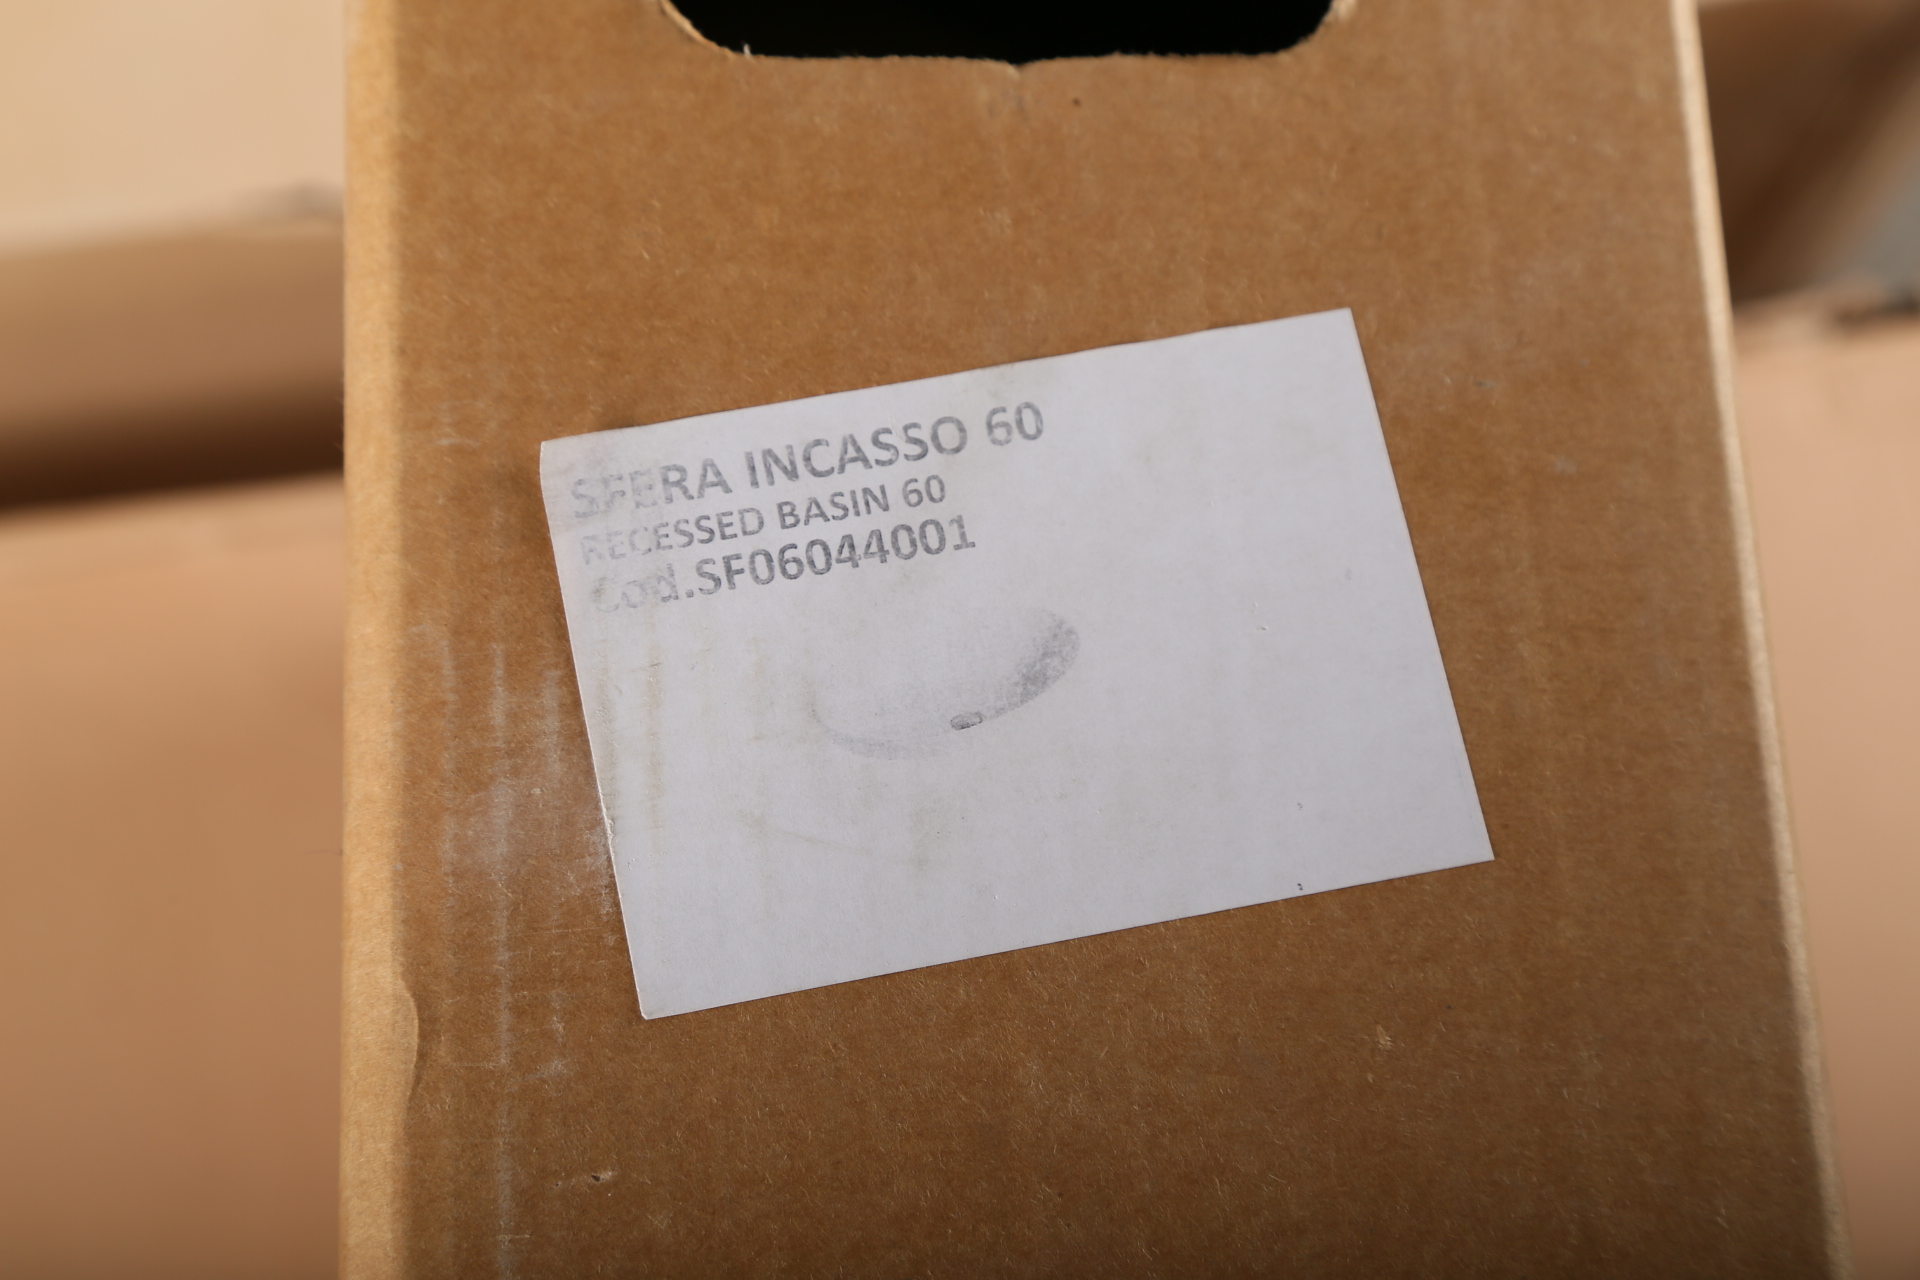 SFERA INCASSO 60
RECESSED BASIN 60
Cod.SF06044001